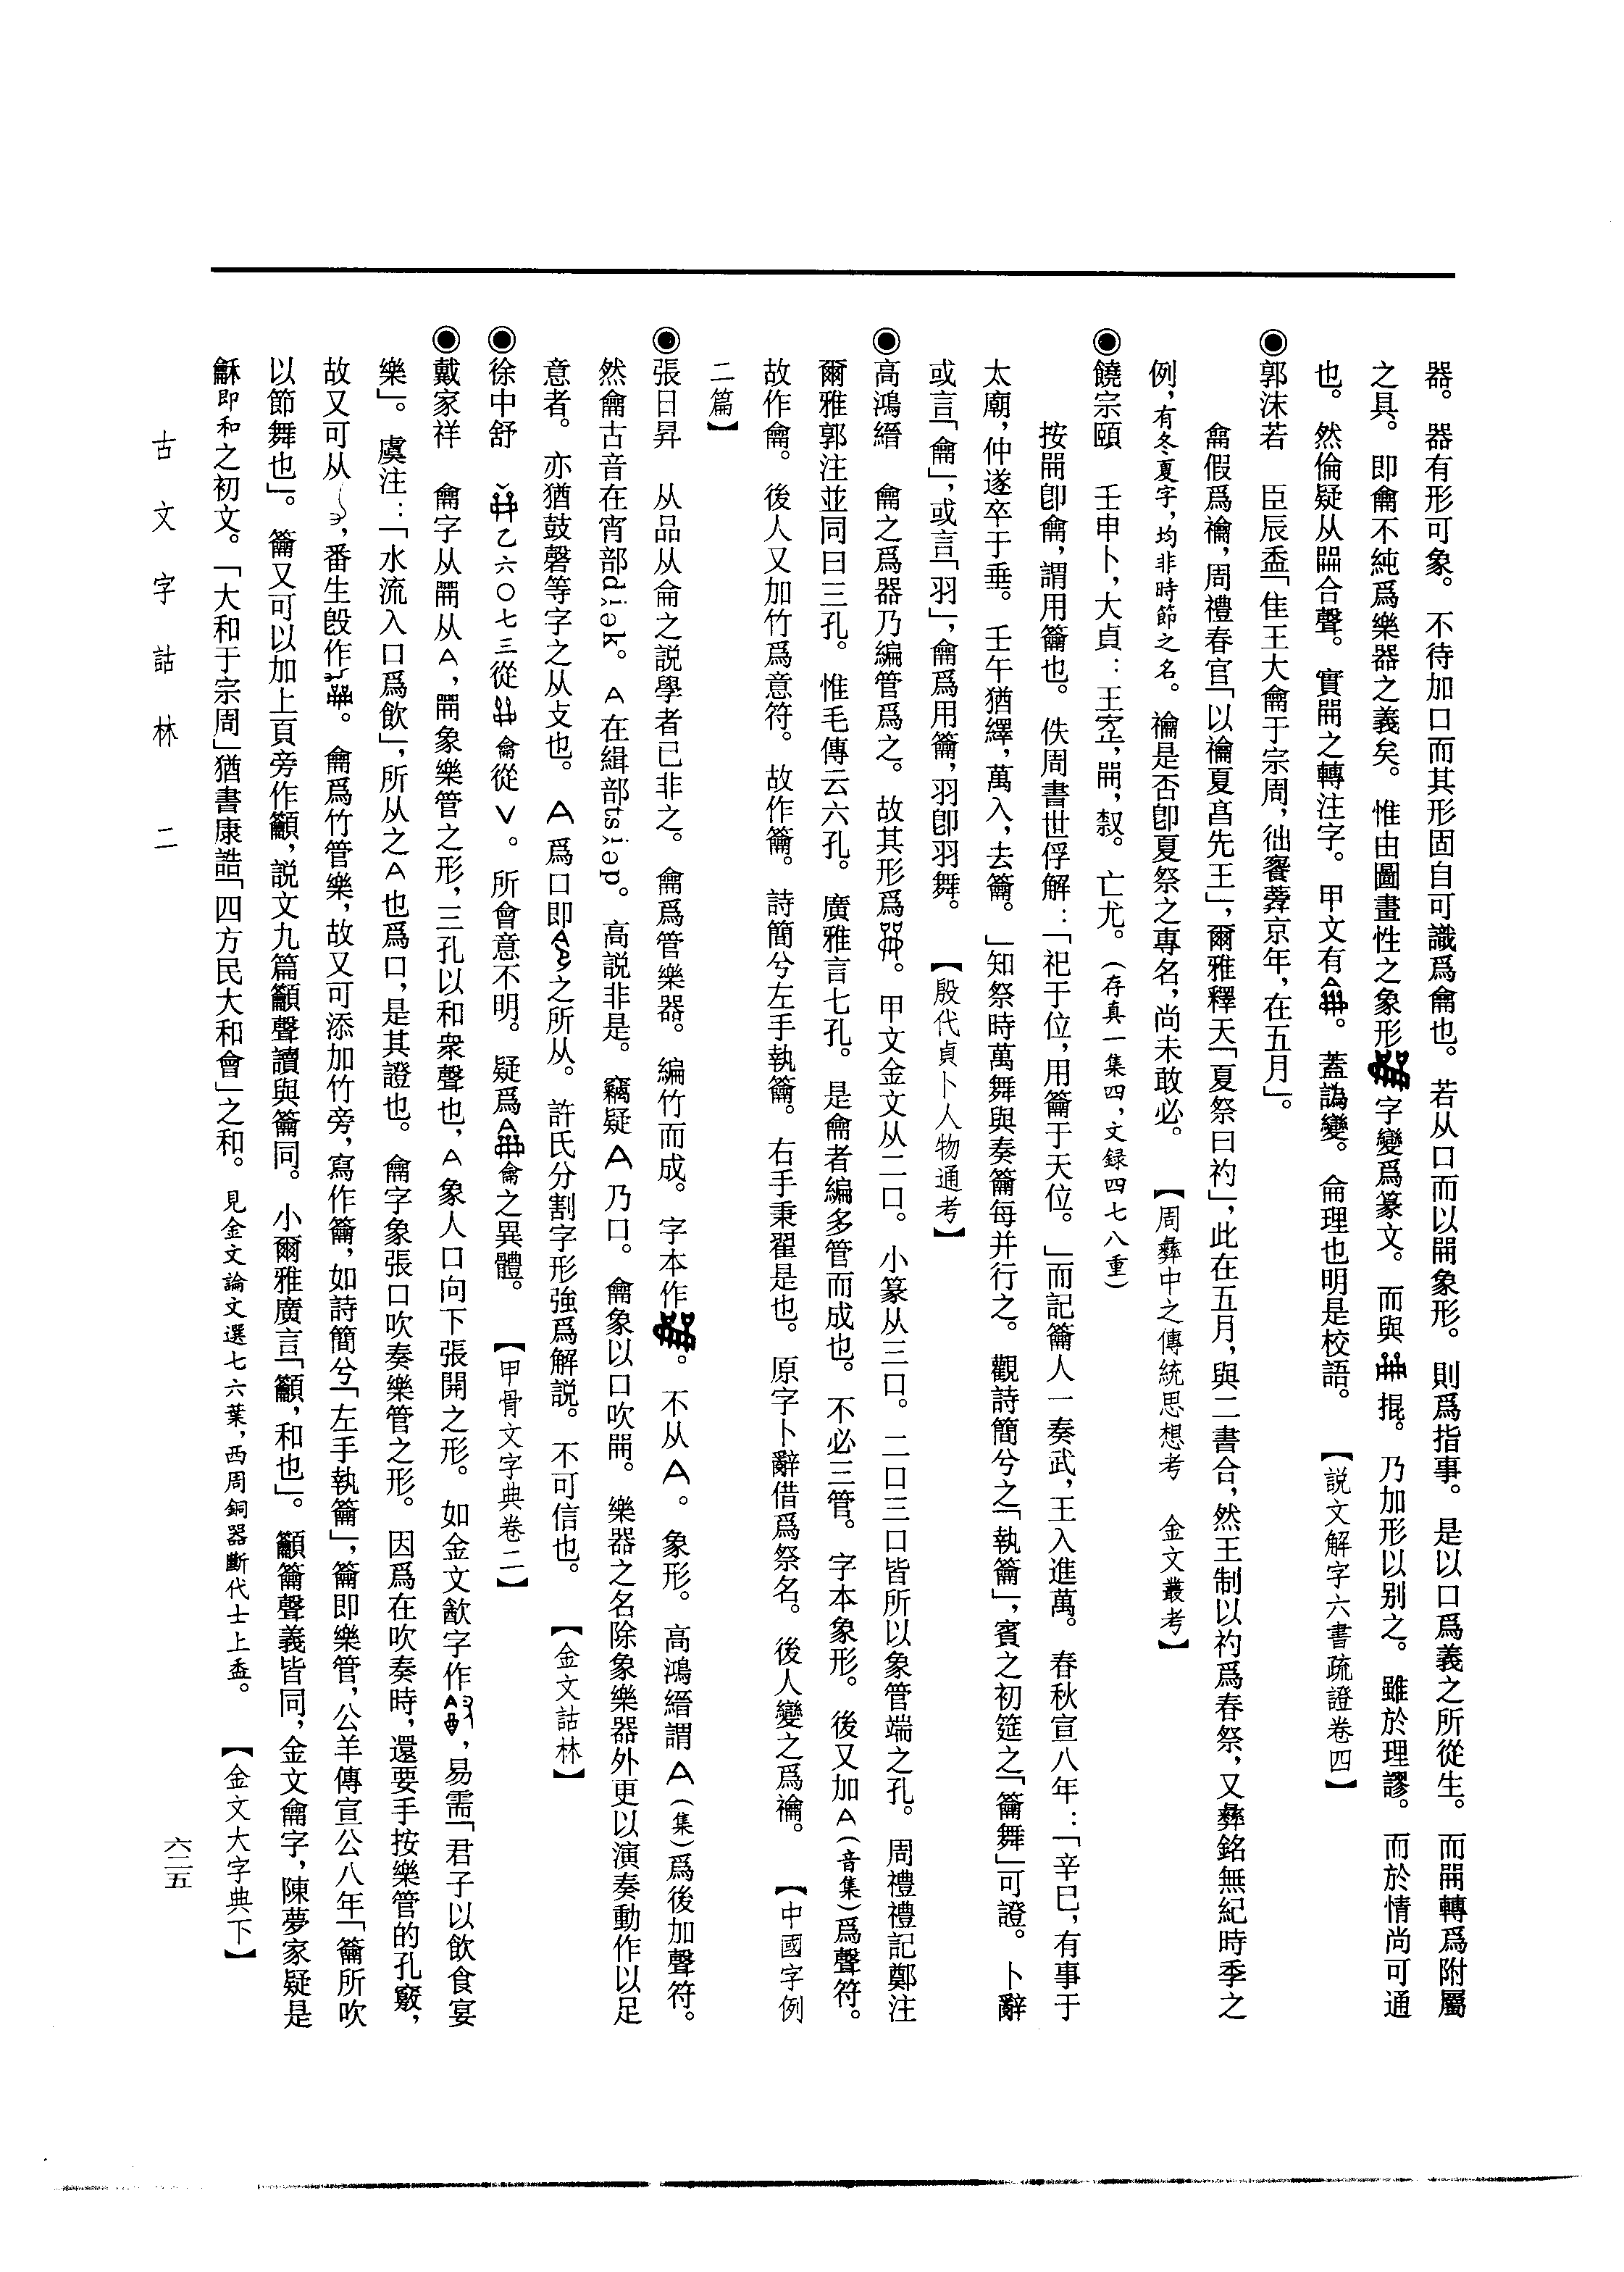 器。器有形可象。不待加口而其形固自可識爲龠也。若从口而以𠕁象形。則爲指事。是以口爲義之所從生。而𠕁轉爲附屬
之具。即龠不純爲樂器之義矣。惟由圖畫性之象形字變爲篆文。而與掍。乃加形以别之。雖於理謬。而於情尚可通
也。然倫疑从㗊合聲。實𠕁之轉注字。甲文有。蓋譌變。侖理也明是校語。【説文解字六書疏證卷四】
◉郭沫若　臣辰盉「隹王大龠于宗周，𢓊餈京年，在五月」。
龠假爲禴，周禮春官「以禴夏亯先王」，爾雅釋天「夏祭曰礿」，此在五月，與二書合，然王制以礿爲春祭，又彝銘無紀時季之
例，有冬夏字，均非時節之名。禴是否卽夏祭之專名，尚未敢必。【周彝中之傳統思想考　金文叢考】
◉饒宗頤　壬申卜，大貞：王窓，𠕁，叙。亡尤。（存真一集四，文録四七八重）
按𠕁卽龠，謂用籥也。佚周書世俘解：「祀于位，用籥于天位。」而記籥人一奏武，王入進萬。春秋宣八年：「辛巳，有事于
太廟，仲遂卒于垂。壬午猶繹，萬入，去籥。」知祭時萬舞與奏籥每并行之。觀詩簡兮之「執籥」，賓之初筵之「籥舞」可證。卜辭
或言「龠」，或言「羽」，龠爲用籥，羽卽羽舞。【殷代貞卜人物通考】
◉高鴻縉　龠之爲器乃編管爲之。故其形爲。甲文金文从二口。小篆从三口。二口三口皆所以象管端之孔。周禮禮記鄭注
爾雅郭注並同曰三孔。惟毛傳云六孔。廣雅言七孔。是龠者編多管而成也。不必三管。字本象形。後又加亼（音集）爲聲符。
故作龠。後人又加竹爲意符。故作籥。詩簡兮左手執籥。右手秉翟是也。原字卜辭借爲祭名。後人變之爲禴。【中國字例
二篇】
◉張日昇　从品从侖之説學者已非之。龠爲管樂器。編竹而成。字本作。不从亼。象形。高鴻縉謂亼（集）爲後加聲符。
然龠古音在宵部di̯ɔk。亼在緝部tsi̯əp。高説非是。竊疑亼乃口。龠象以口吹𠕁。樂器之名除象樂器外更以演奏動作以足
意者。亦猶鼓磬等字之从攴也。亼爲口即之所从。許氏分割字形強爲解説。不可信也。【金文詁林】
◉徐中舒　乙六〇七三從龠從∨。所會意不明。疑爲龠之異體。【甲骨文字典卷二】
◉戴家祥　龠字从𠕁从亼，𠕁象樂管之形，三孔以和衆聲也，亼象人口向下張開之形。如金文歙字作，易需「君子以飲食宴
樂」。虞注：「水流入口爲飲」，所从之亼也爲口，是其證也。龠字象張口吹奏樂管之形。因爲在吹奏時，還要手按樂管的孔竅，
故又可从，番生𣪘作。龠爲竹管樂，故又可添加竹旁，寫作籥，如詩簡兮「左手執籥」，籥即樂管，公羊傳宣公八年「籥所吹
以節舞也」。籥又可以加上頁旁作籲，説文九篇籲聲讀與籥同。小爾雅廣言「籲，和也」。籲籥聲義皆同，金文龠字，陳夢家疑是
龢即和之初文。「大和于宗周」猶書康誥「四方民大和會」之和。見金文論文選七六葉，西周銅器斷代士上盉。【金文大字典下】
古文字詁林　二
六二五